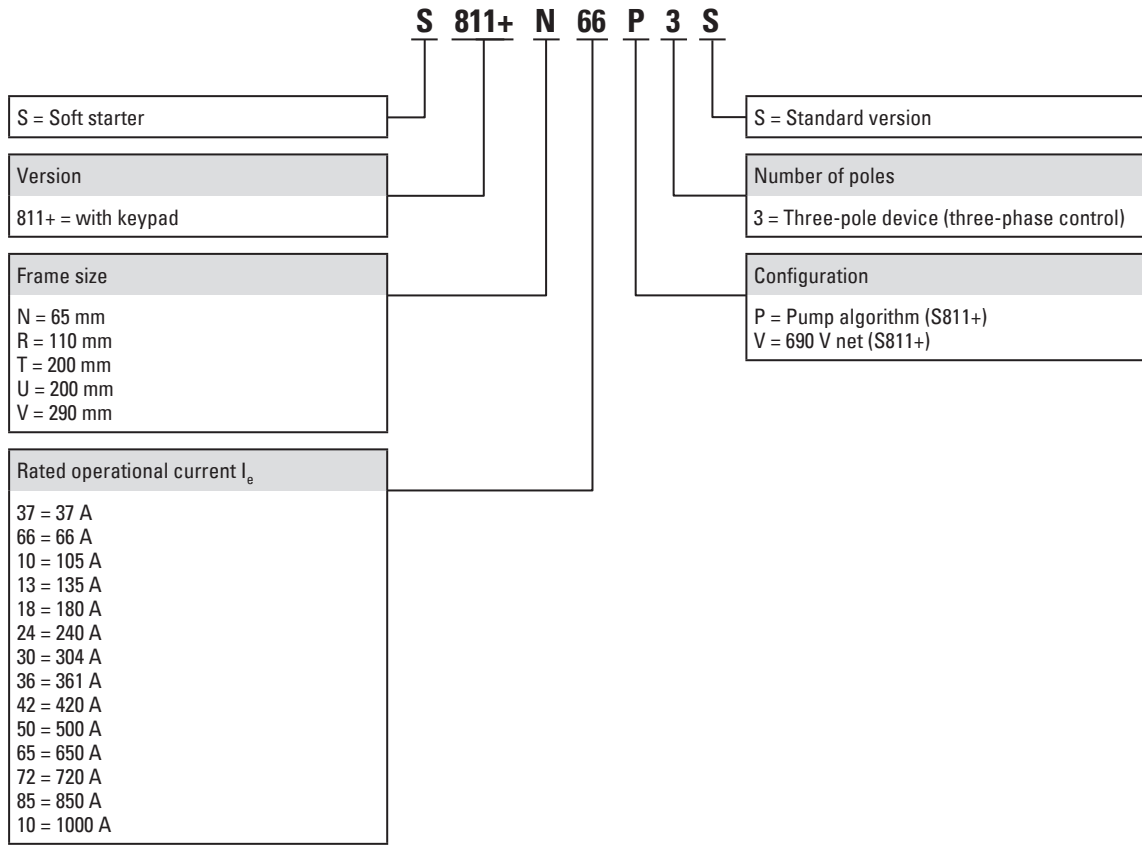 S 811+ N 66 P 3 S
S = Soft starter
Version
811+ = with keypad
Frame size
N = 65 mm
R = 110 mm
T = 200 mm
U = 200 mm
V = 290 mm
Rated operational current Ie
37 = 37 A
66 = 66 A
10 = 105 A
13 = 135 A
18 = 180 A
24 = 240 A
30 = 304 A
36 = 361 A
42 = 420 A
50 = 500 A
65 = 650 A
72 = 720 A
85 = 850 A
10 = 1000 A
S = Standard version
Number of poles
3 = Three-pole device (three-phase control)
Configuration
P = Pump algorithm (S811+)
V = 690 V net (S811+)